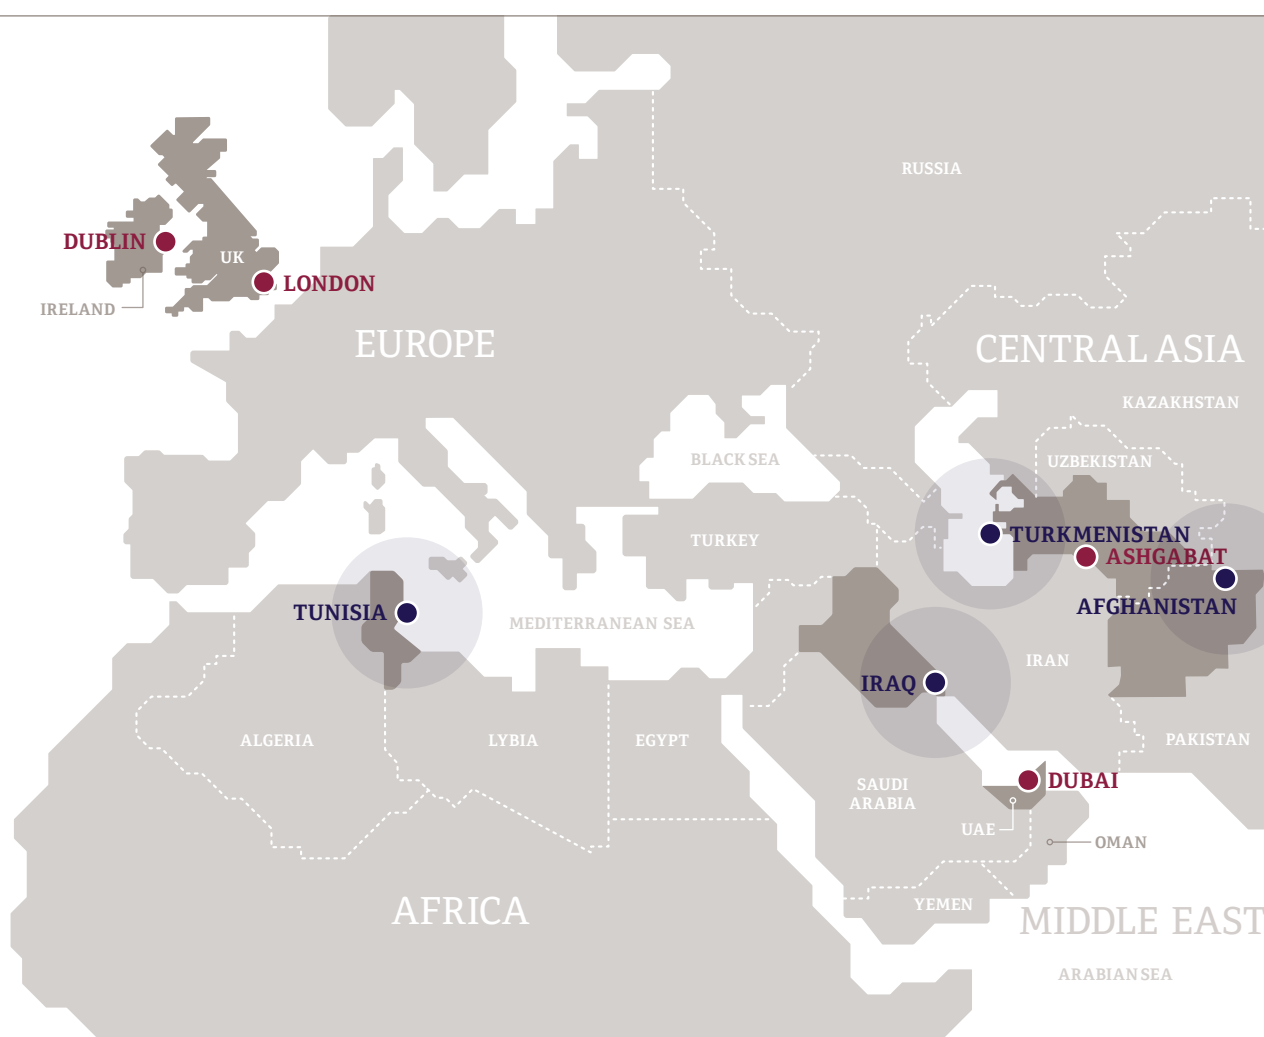 RUSSIA
DUBLIN
UK
LONDON
IRELAND
EUROPE
CENTRAL ASIA
KAZAKHSTAN
BLACK SEA
UZBEKISTAN
TURKMENISTAN
TURKEY
ASHGABAT
AFGHANISTAN
TUNISIA
MEDITERRANEAN SEA
IRAN
IRAQ
ALGERIA
LYBIA
EGYPT
PAKISTAN
SAUDI
ARABIA
DUBAI
UAE
OMAN
AFRICA
YEMEN
MIDDLE EAST
ARABIAN SEA